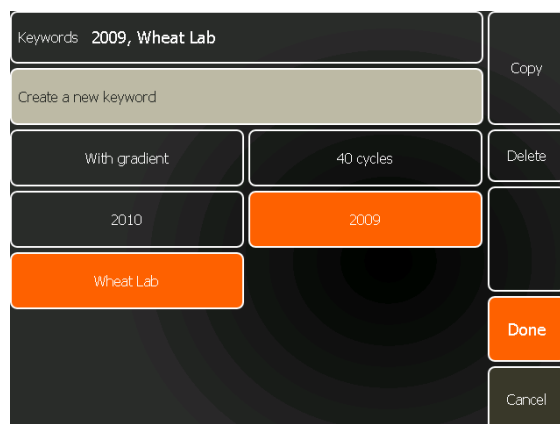 Keywords 2009, Wheat Lab
Copy
Create a new keyword
With gradient
40 cycles
Delete
2010
2009
Wheat Lab
Done
Cancel